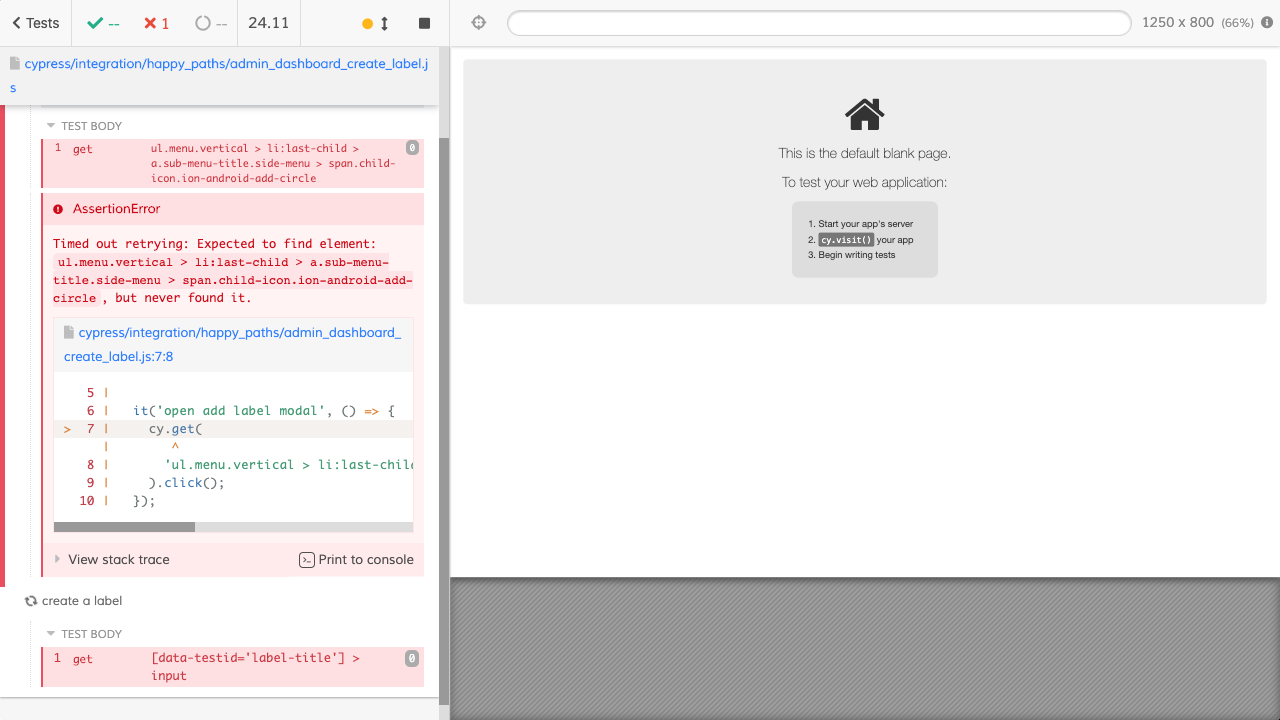 Tests
--
1
--
24.11
1250 x 800 (66%)
cypress/integration/happy_paths/admin_dashboard_create_label.j
s
TEST BODY
1 get ul.menu.vertical > li:last-child >
a.sub-menu-title.side-menu > span.child-
icon.ion-android-add-circle
0
AssertionError
Timed out retrying: Expected to find element:
ul.menu.vertical > li:last-child > a.sub-menu-
title.side-menu > span.child-icon.ion-android-add-
circle , but never found it.
cypress/integration/happy_paths/admin_dashboard_
create_label.js:7:8
5 |
6 | it('open add label modal', () => {
> 7 | cy.get(
| ^
8 | 'ul.menu.vertical > li:last-chil
9 | ).click();
10 | });
View stack trace
Print to console
create a label
TEST BODY
1 get [data-testid='label-title'] >
input
0
This is the default blank page.
To test your web application:
1. Start your app's server
2. cy.visit() your app
3. Begin writing tests